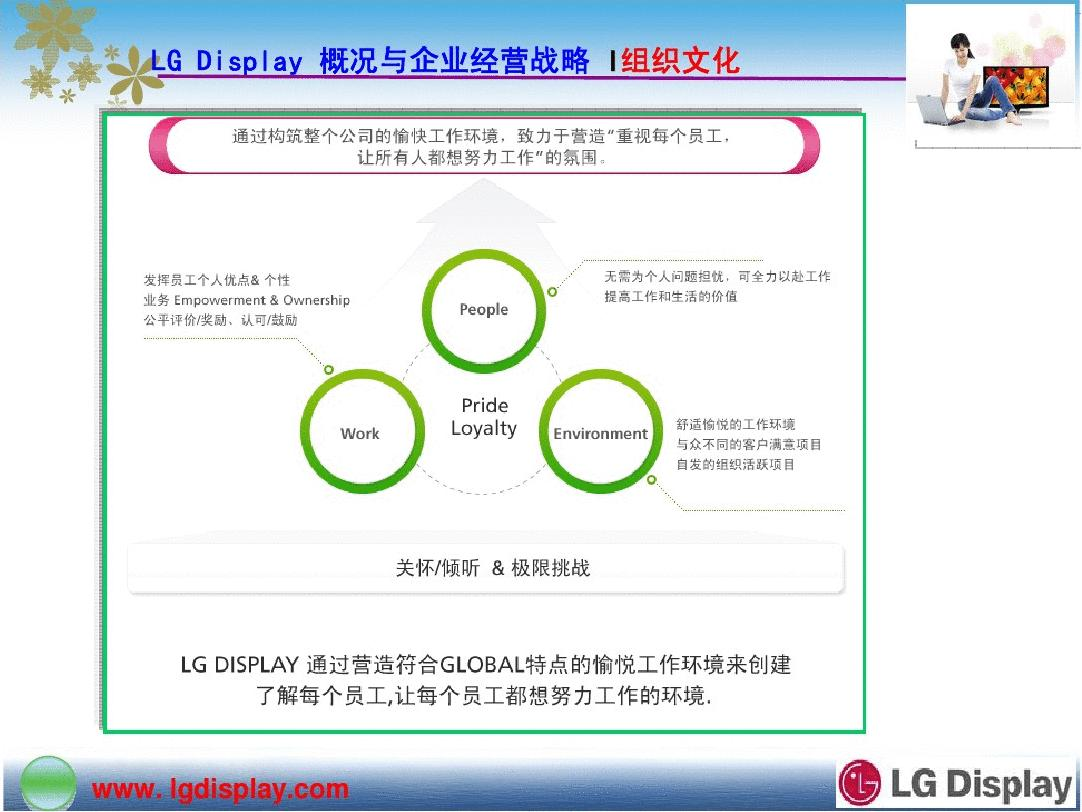 LG Display 概况与企业经营战略 I组织文化
通过构筑整个公司的愉快工作环境，致力于营造“重视每个员工，
让所有人都想努力工作”的氛围。
发挥员工个人优点& 个性
业务 Empowerment & Ownership
公平评价/奖励、认可/鼓励
无需为个人问题担忧，可全力以赴工作
提高工作和生活的价值
People
Pride
Loyalty
Work
Environment
舒适愉悦的工作环境
与众不同的客户满意项目
自发的组织活跃项目
关怀/倾听 & 极限挑战
LG DISPLAY 通过营造符合GLOBAL特点的愉悦工作环境来创建
了解每个员工,让每个员工都想努力工作的环境.
www. lgdisplay.com
LG Display